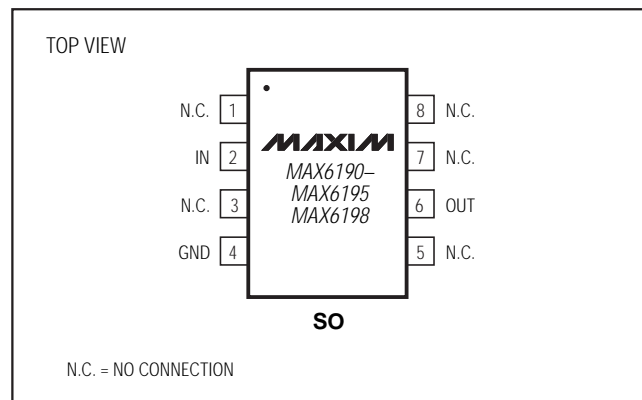 TOP VIEW
N.C. 1
IN 2
N.C. 3
GND 4
MAXIM
MAX6190–
MAX6195
MAX6198
8 N.C.
7 N.C.
6 OUT
5 N.C.
SO
N.C. = NO CONNECTION